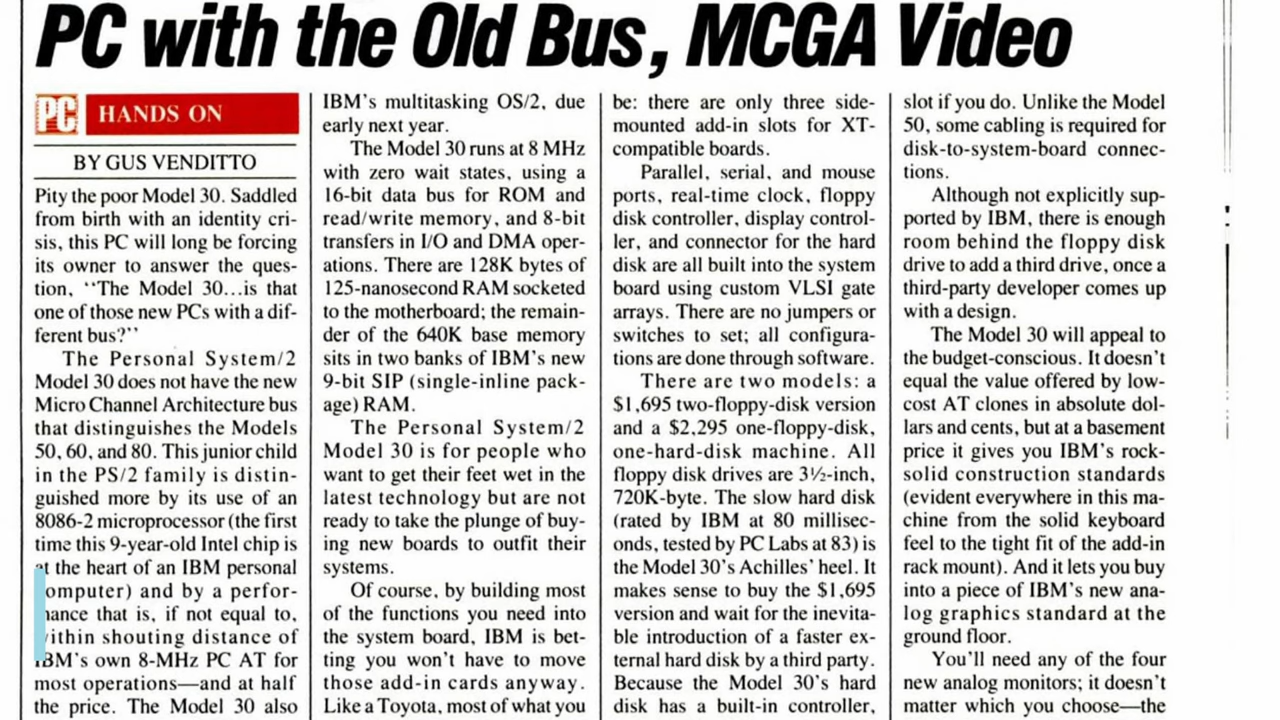 PC with the Old Bus, MCGA Video
PC HANDS ON
BY GUS VENDITTO
Pity the poor Model 30. Saddled
from birth with an identity cri-
sis, this PC will long be forcing
its owner to answer the ques-
tion, ‘‘The Model 30...is that
one of those new PCs with a dif-
ferent bus?’’
The Personal System/2
Model 30 does not have the new
Micro Channel Architecture bus
that distinguishes the Models
50, 60, and 80. This junior child
in the PS/2 family is distin-
guished more by its use of an
8086-2 microprocessor (the first
time this 9-year-old Intel chip is
at the heart of an IBM personal
omputer) and by a perfor-
mance that is, if not equal to,
within shouting distance of
IBM's own 8-MHz PC AT for
most operations—and at half
the price. The Model 30 also
IBM's multitasking OS/2, due
early next year.
The Model 30 runs at 8 MHz
with zero wait states, using a
16-bit data bus for ROM and
read/write memory, and 8-bit
transfers in I/O and DMA oper-
ations. There are 128K bytes of
125-nanosecond RAM socketed
to the motherboard; the remain-
der of the 640K base memory
sits in two banks of IBM's new
9-bit SIP (single-inline pack-
age) RAM.
The Personal System/2
Model 30 is for people who
want to get their feet wet in the
latest technology but are not
ready to take the plunge of buy-
ing new boards to outfit their
systems.
Of course, by building most
of the functions you need into
the system board, IBM is bet-
ting you won't have to move
those add-in cards anyway.
Like a Toyota, most of what you
be: there are only three side-
mounted add-in slots for XT-
compatible boards.
Parallel, serial, and mouse
ports, real-time clock, floppy
disk controller, display control-
ler, and connector for the hard
disk are all built into the system
board using custom VLSI gate
arrays. There are no jumpers or
switches to set; all configura-
tions are done through software.
There are two models: a
$1,695 two-floppy-disk version
and a $2,295 one-floppy-disk,
one-hard-disk machine. All
floppy disk drives are 3½-inch,
720K-byte. The slow hard disk
(rated by IBM at 80 millisec-
onds, tested by PC Labs at 83) is
the Model 30's Achilles' heel. It
makes sense to buy the $1,695
version and wait for the inevita-
ble introduction of a faster ex-
ternal hard disk by a third party.
Because the Model 30's hard
disk has a built-in controller,
slot if you do. Unlike the Model
50, some cabling is required for
disk-to-system-board connec-
tions.
Although not explicitly sup-
ported by IBM, there is enough
room behind the floppy disk
drive to add a third drive, once a
third-party developer comes up
with a design.
The Model 30 will appeal to
the budget-conscious. It doesn't
equal the value offered by low-
cost AT clones in absolute dol-
lars and cents, but at a basement
price it gives you IBM's rock-
solid construction standards
(evident everywhere in this ma-
chine from the solid keyboard
feel to the tight fit of the add-in
rack mount). And it lets you buy
into a piece of IBM's new ana-
log graphics standard at the
ground floor.
You'll need any of the four
new analog monitors; it doesn't
matter which you choose—the